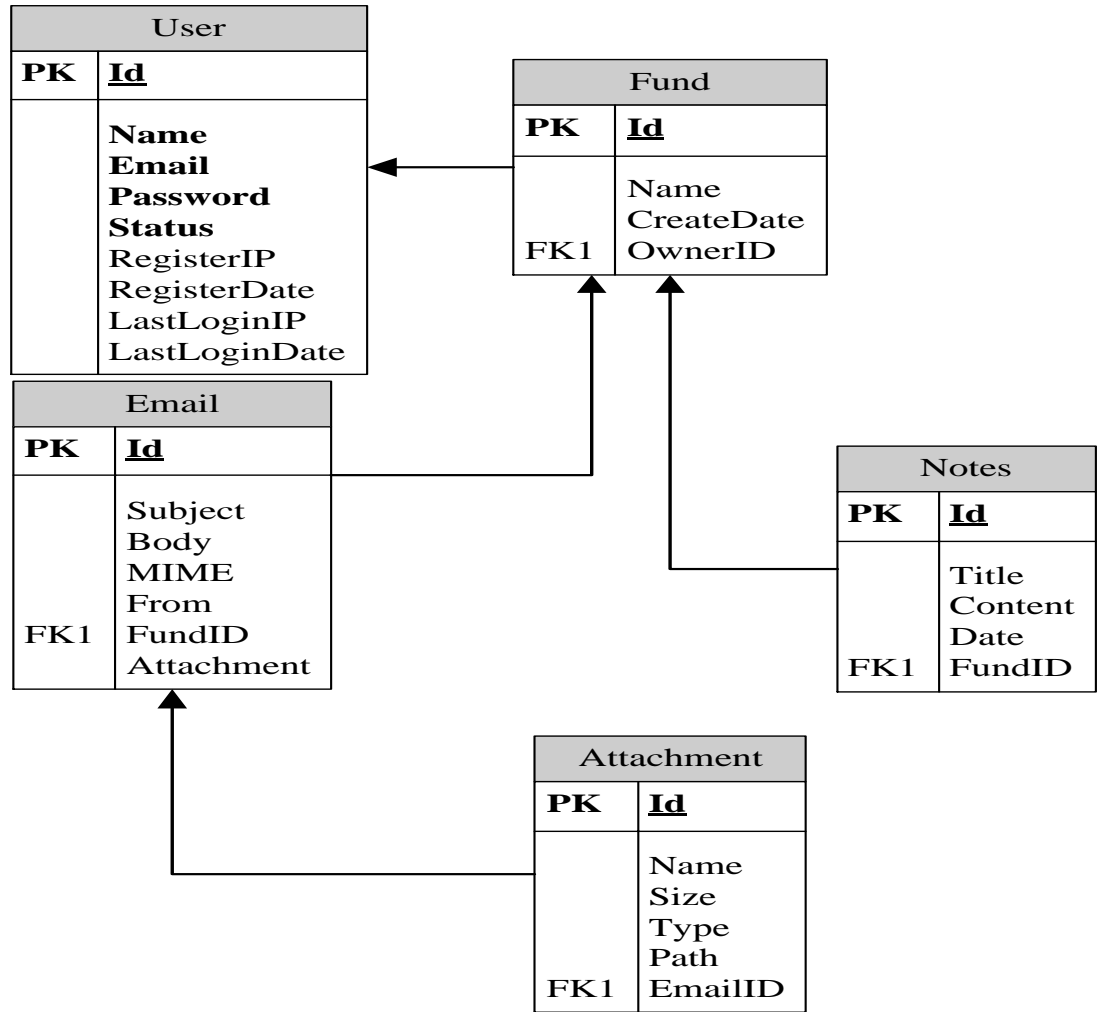 User
PK Id
Name
Email
Password
Status
RegisterIP
RegisterDate
LastLoginIP
LastLoginDate
Fund
PK Id
Name
CreateDate
FK1 OwnerID
Email
PK Id
Subject
Body
MIME
From
FK1 FundID
Attachment
Notes
PK Id
Title
Content
Date
FK1 FundID
Attachment
PK Id
Name
Size
Type
Path
FK1 EmailID